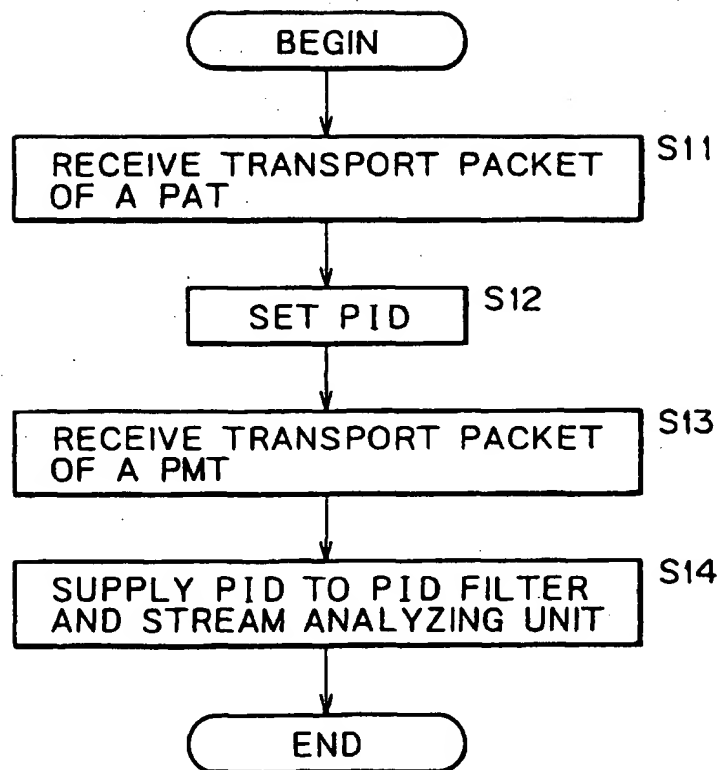 BEGIN
RECEIVE TRANSPORT PACKET
OF A PAT
S11
SET PID
S12
RECEIVE TRANSPORT PACKET
OF A PMT
S13
SUPPLY PID TO PID FILTER
AND STREAM ANALYZING UNIT
S14
END